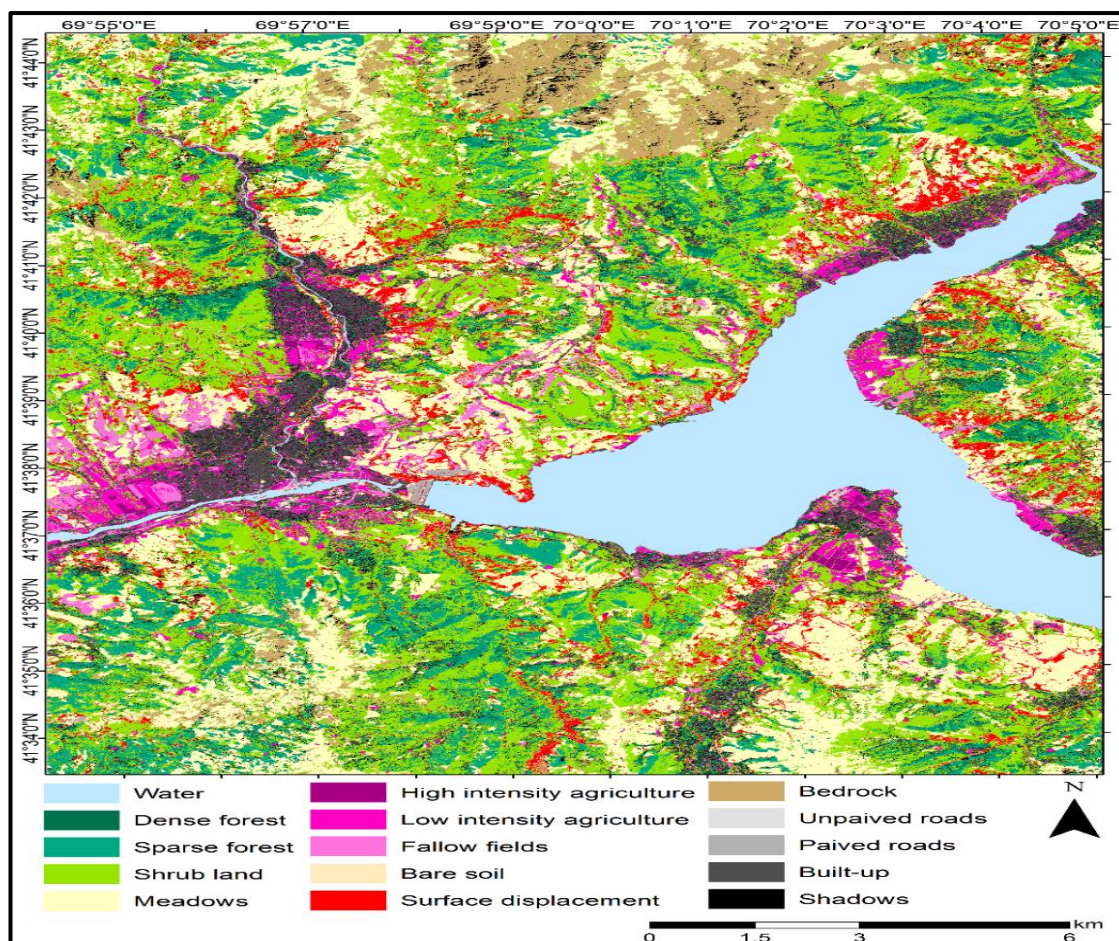 69°55'0"E 69°57'0"E 69°59'0"E 70°0'0"E 70°1'0"E 70°2'0"E 70°3'0"E 70°4'0"E 70°5'0"E
41°44'0"N
41°43'0"N
41°42'0"N
41°41'0"N
41°40'0"N
41°39'0"N
41°38'0"N
41°37'0"N
41°36'0"N
41°35'0"N
41°34'0"N
Water
Dense forest
Sparse forest
Shrub land
Meadows
High intensity agriculture
Low intensity agriculture
Fallow fields
Bare soil
Surface displacement
Bedrock
Unpaved roads
Paived roads
Built-up
Shadows
N
km
0 1.5 3 6